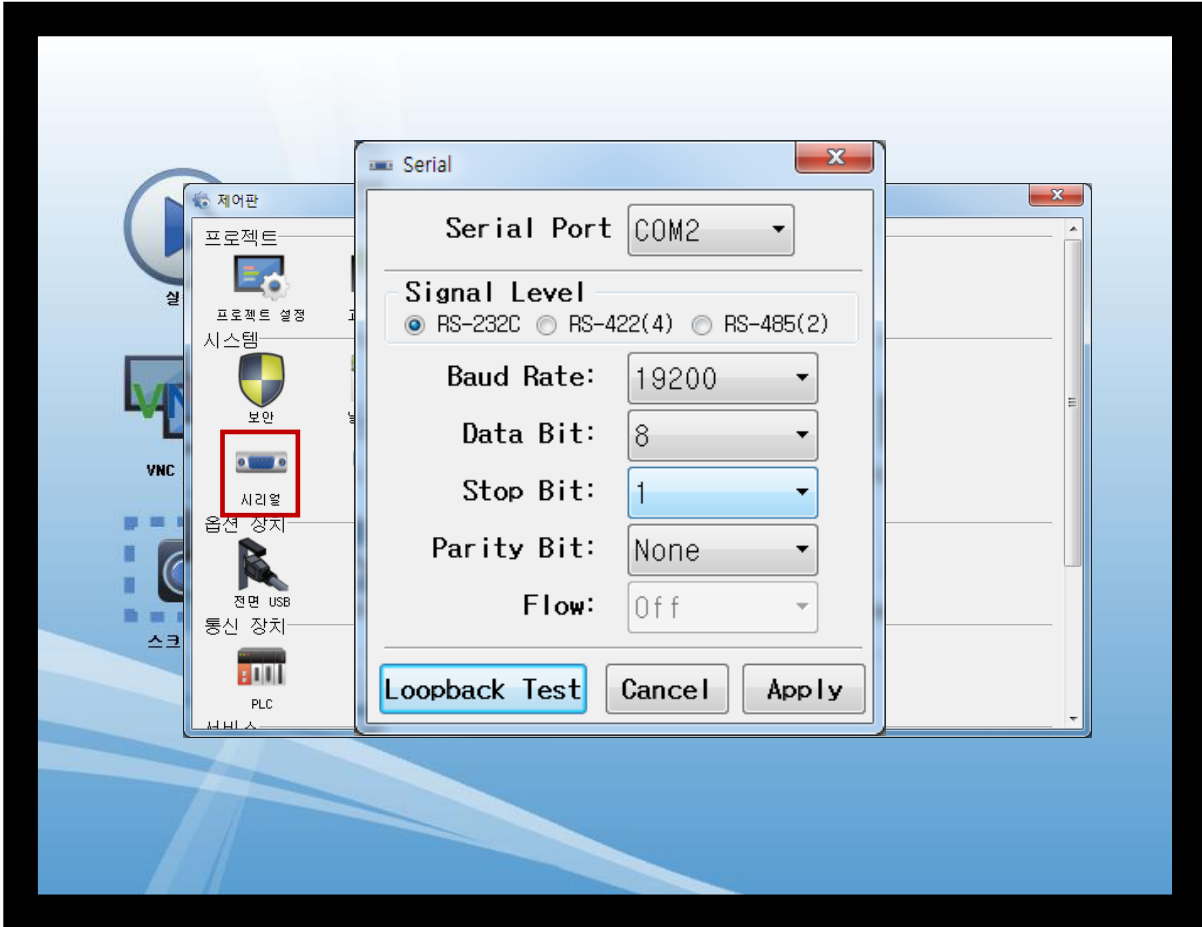 Serial
제어판
Serial Port COM2
프로젝트
Signal Level
RS-232C RS-422(4) RS-485(2)
프로젝트 설정
시스템
Baud Rate: 19200
보안
Data Bit: 8
VNC
시리얼
Stop Bit: 1
옵션 장치
Parity Bit: None
전면 USB
Flow: Off
통신 장치
스크
PLC
Loopback Test Cancel Apply